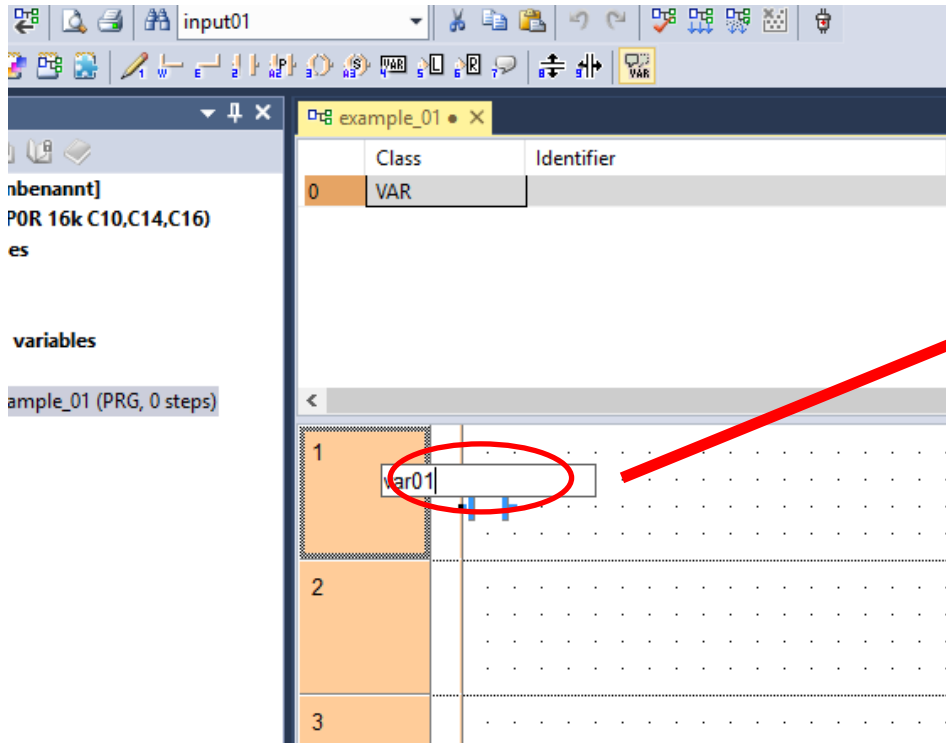 input01
VAR
example_01 ●
Class Identifier
0 VAR
nbenannt]
P0R 16k C10,C14,C16)
es
variables
ample_01 (PRG, 0 steps)
1
var01
2
3